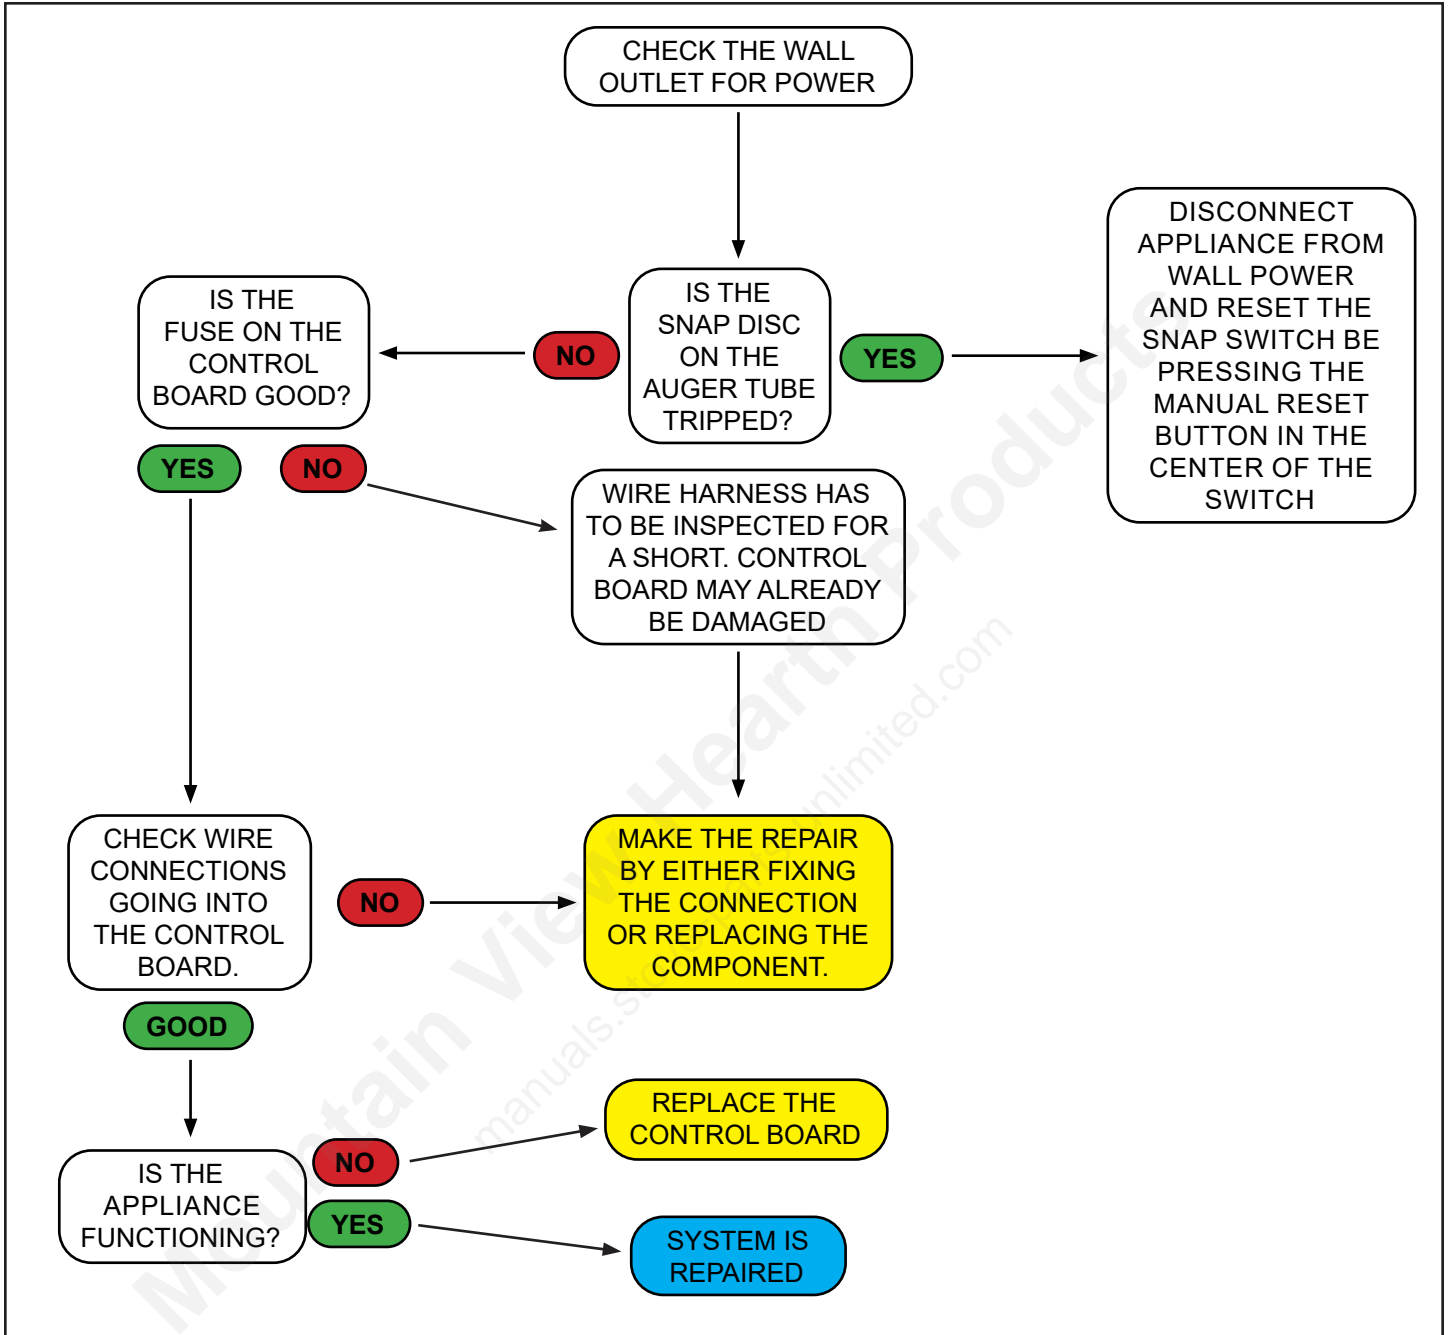 CHECK THE WALL
OUTLET FOR POWER
IS THE
SNAP DISC
ON THE
AUGER TUBE
TRIPPED?
YES
DISCONNECT
APPLIANCE FROM
WALL POWER
AND RESET THE
SNAP SWITCH BE
PRESSING THE
MANUAL RESET
BUTTON IN THE
CENTER OF THE
SWITCH
NO
IS THE
FUSE ON THE
CONTROL
BOARD GOOD?
YES
NO
WIRE HARNESS HAS
TO BE INSPECTED FOR
A SHORT. CONTROL
BOARD MAY ALREADY
BE DAMAGED
CHECK WIRE
CONNECTIONS
GOING INTO
THE CONTROL
BOARD.
NO
MAKE THE REPAIR
BY EITHER FIXING
THE CONNECTION
OR REPLACING THE
COMPONENT.
GOOD
IS THE
APPLIANCE
FUNCTIONING?
NO
REPLACE THE
CONTROL BOARD
YES
SYSTEM IS
REPAIRED
Mountain View Hearth Products
manuals.stovepartsunlimited.com